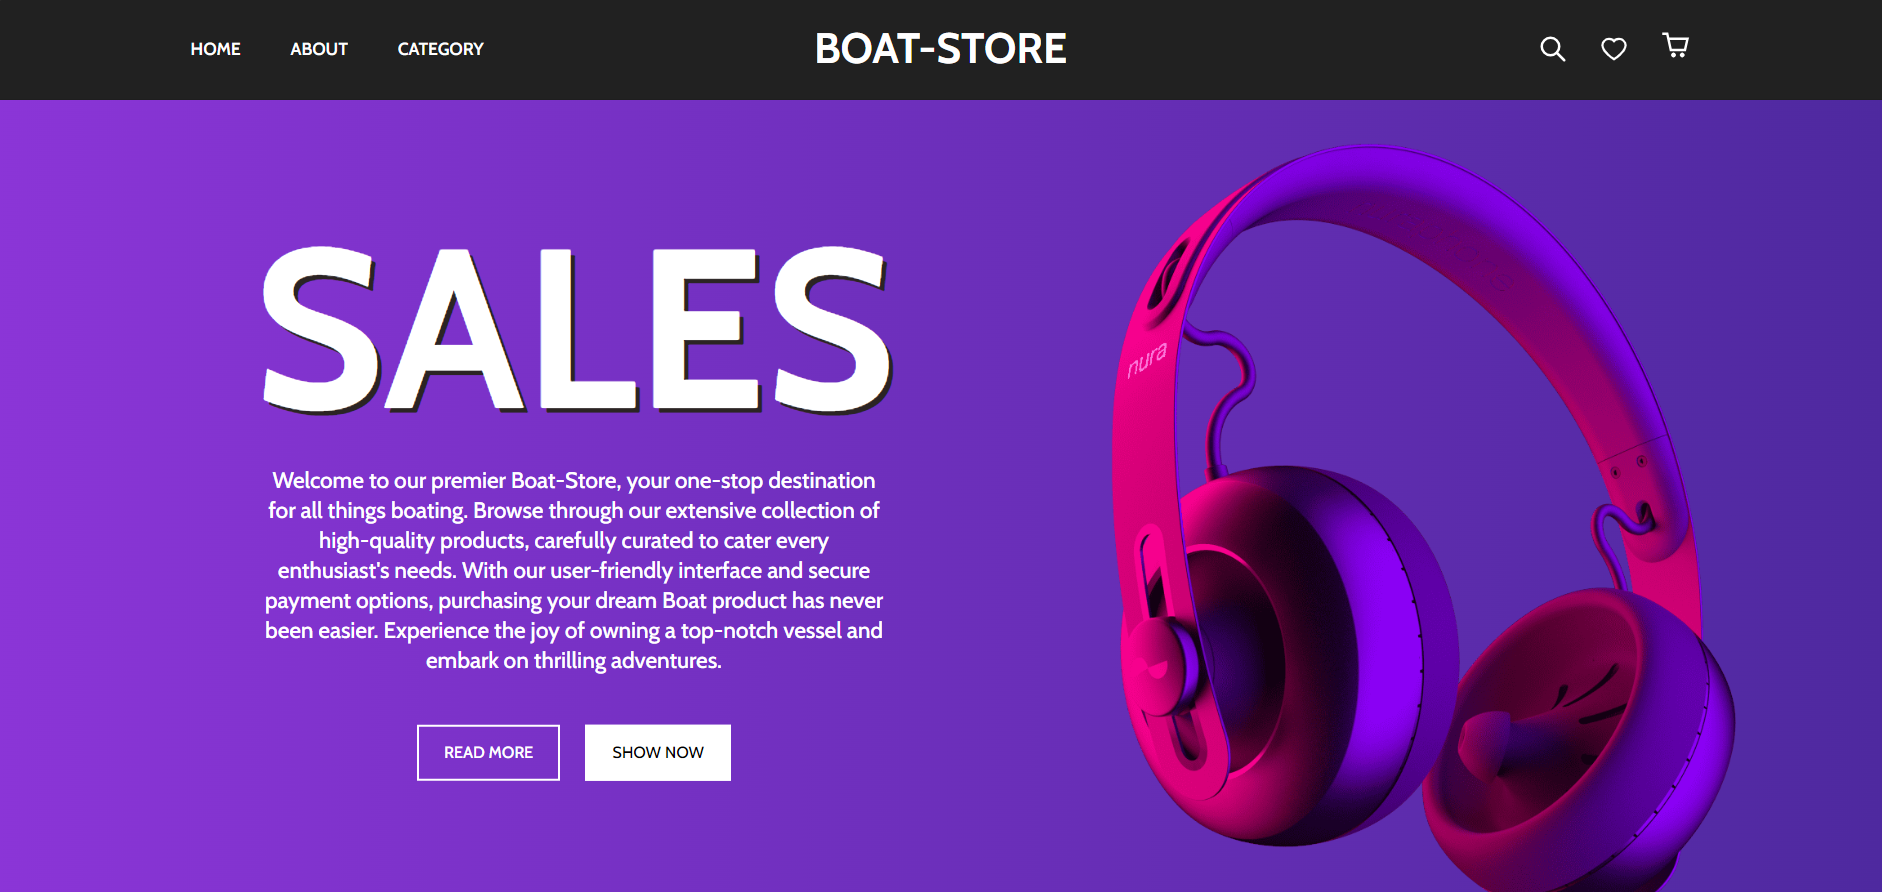 HOME ABOUT CATEGORY BOAT-STORE
SALES
nura
Welcome to our premier Boat-Store, your one-stop destination
for all things boating. Browse through our extensive collection of
high-quality products, carefully curated to cater every
enthusiast's needs. With our user-friendly interface and secure
payment options, purchasing your dream Boat product has never
been easier. Experience the joy of owning a top-notch vessel and
embark on thrilling adventures.
READ MORE SHOW NOW